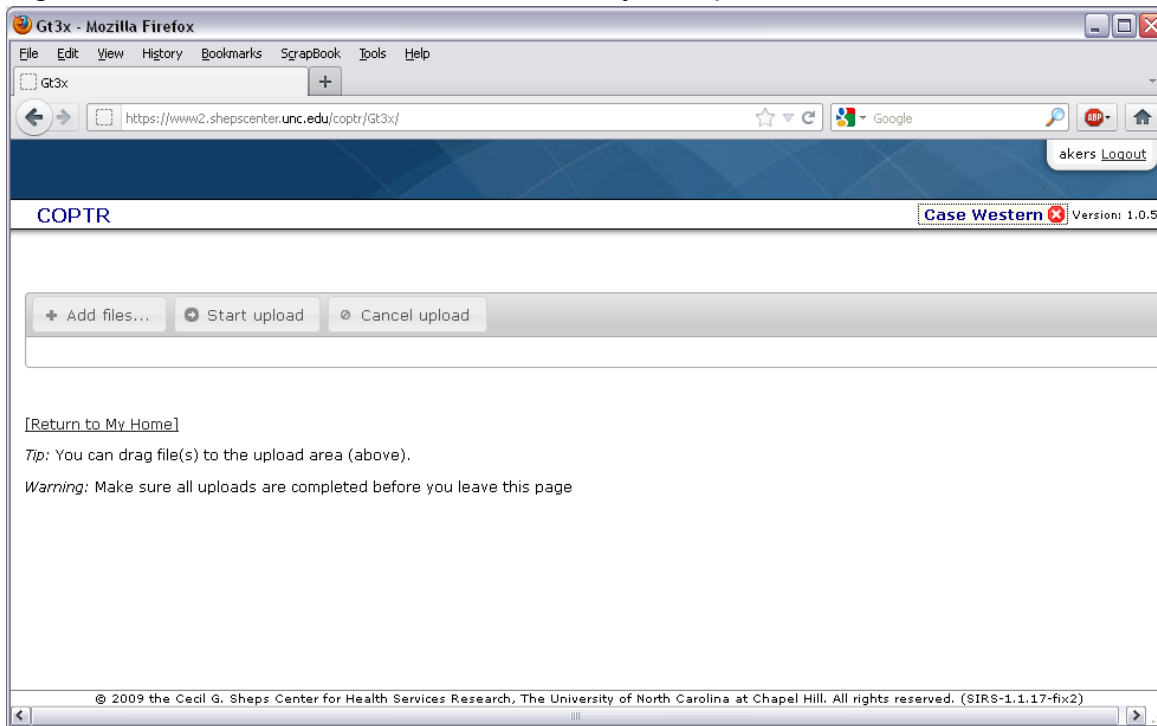 Gt3x - Mozilla Firefox
File Edit View History Bookmarks ScrapBook Tools Help
Gt3x +
https://www2.shepscenter.unc.edu/coptr/Gt3x/ Google ABP
akers Logout
COPTR Case Western Version: 1.0.5
Add files... Start upload Cancel upload
[Return to My Home]
Tip: You can drag file(s) to the upload area (above).
Warning: Make sure all uploads are completed before you leave this page
© 2009 the Cecil G. Sheps Center for Health Services Research, The University of North Carolina at Chapel Hill. All rights reserved. (SIRS-1.1.17-fix2)